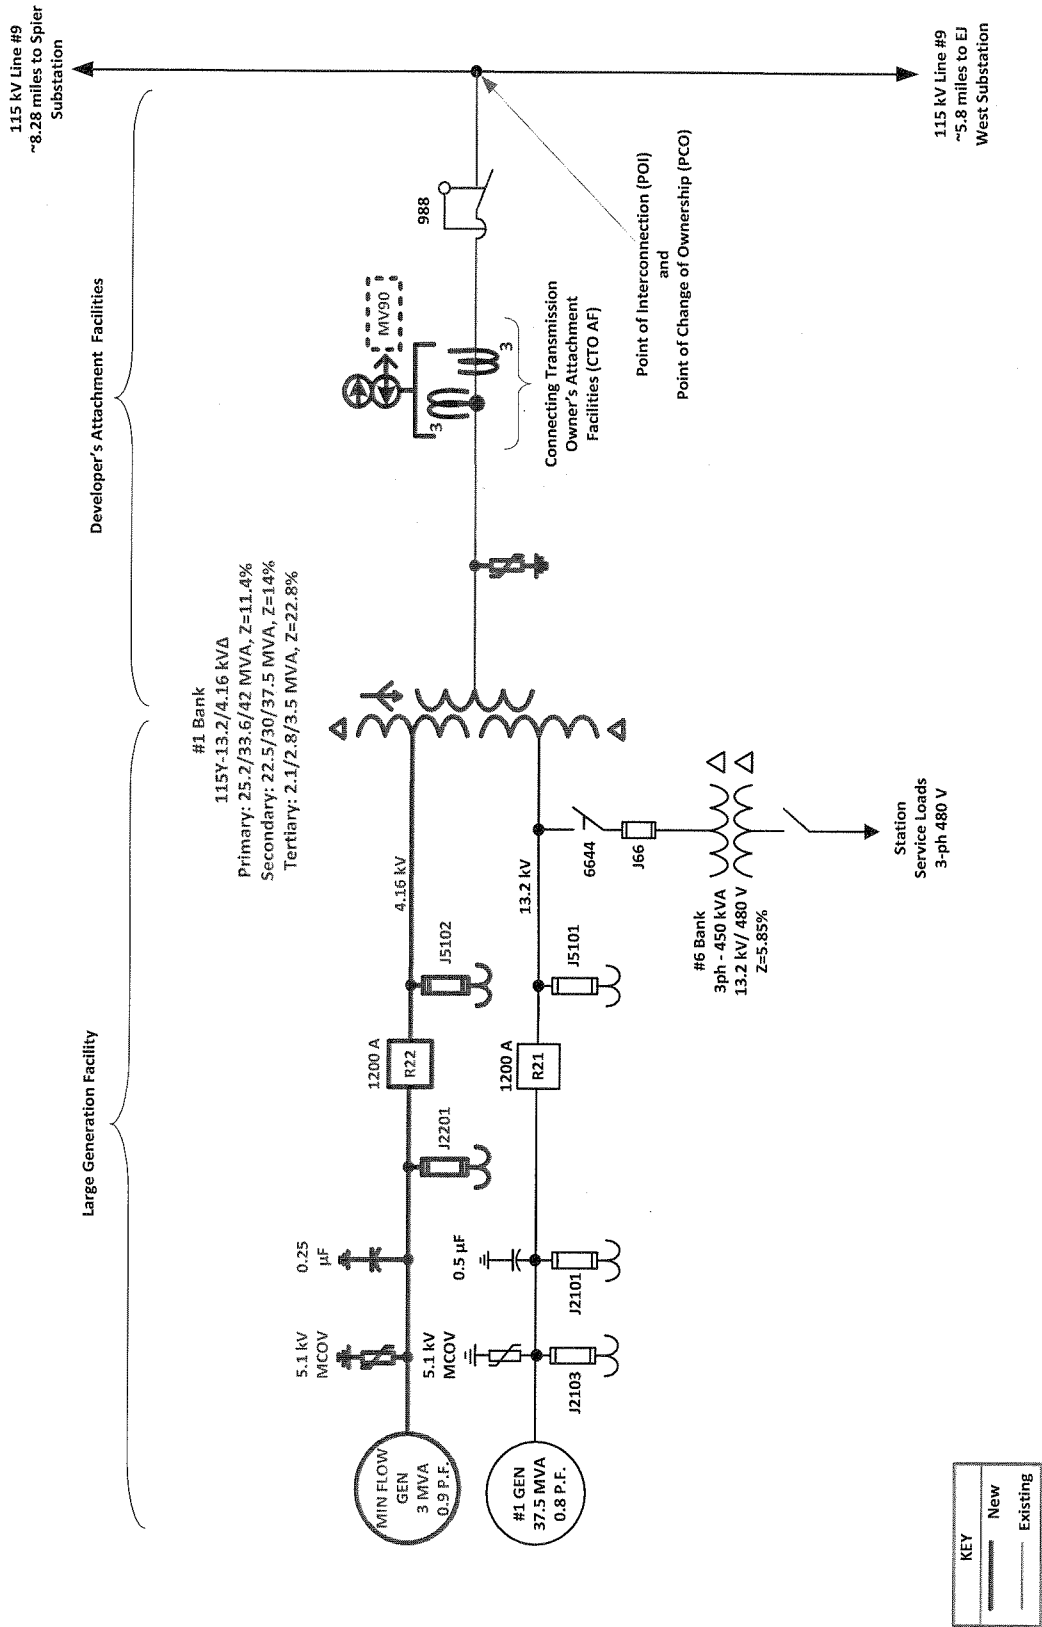 115 kV Line #9
~8.28 miles to Spier
Substation
Developer's Attachment Facilities
Large Generation Facility
#1 Bank
115Y-13.2/4.16 kVΔ
Primary: 25.2/33.6/42 MVA, Z=11.4%
Secondary: 22.5/30/37.5 MVA, Z=14%
Tertiary: 2.1/2.8/3.5 MVA, Z=22.8%
MV90
988
3
3
Connecting Transmission
Owner's Attachment
Facilities (CTO AF)
Point of Interconnection (POI)
and
Point of Change of Ownership (PCO)
115 kV Line #9
~5.8 miles to EJ
West Substation
MIN FLOW
GEN
3 MVA
0.9 P.F.
5.1 kV
MCOV
0.25
µF
J2201
1200 A
R22
J5102
4.16 kV
#1 GEN
37.5 MVA
0.8 P.F.
5.1 kV
MCOV
J2103
0.5 µF
J2101
1200 A
R21
J5101
13.2 kV
6644
J66
#6 Bank
3ph - 450 kVA
13.2 kV/ 480 V
Z=5.85%
Station
Service Loads
3-ph 480 V
KEY
New
Existing